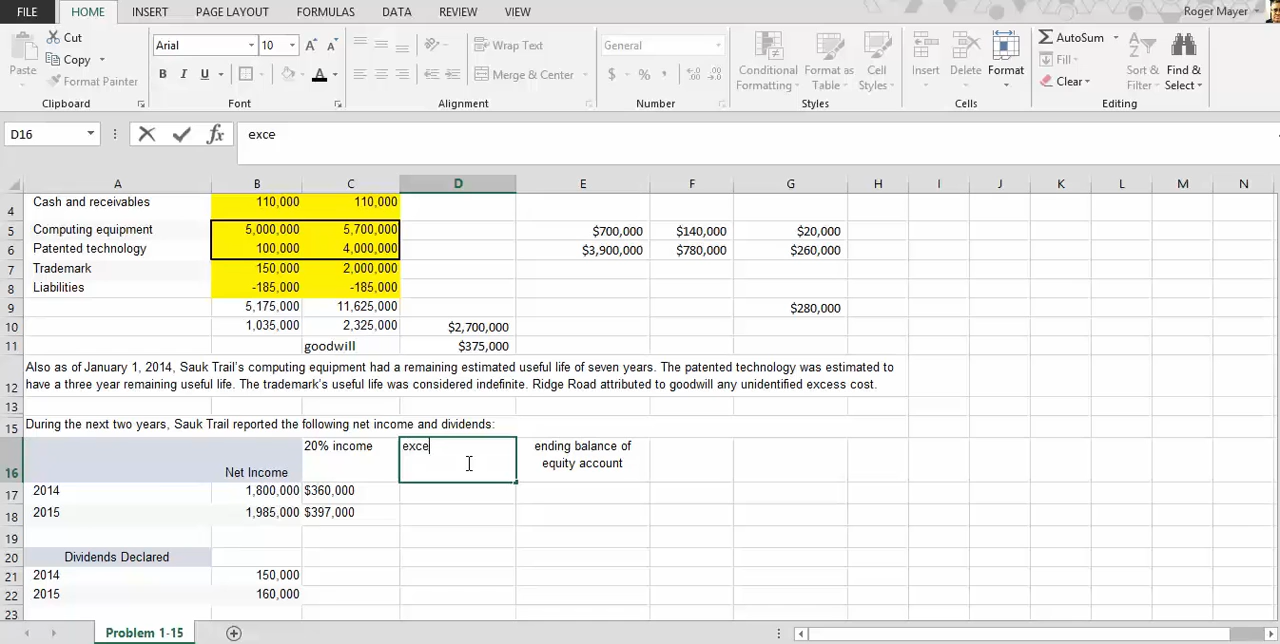 FILE HOME INSERT PAGE LAYOUT FORMULAS DATA REVIEW VIEW Roger Mayer
Cut
Copy
Format Painter
Paste
Clipboard
Arial 10 A A
B I U A
Font
Wrap Text
Merge & Center
Alignment
General
$ % ,
Number
Conditional Formatting
Format as Table
Cell Styles
Styles
Insert Delete Format
Cells
AutoSum
Fill
Clear
Sort & Filter
Find & Select
Editing
D16 fx exce
A B C D E F G H I J K L M N
4 Cash and receivables 110,000 110,000
5 Computing equipment 5,000,000 5,700,000 $700,000 $140,000 $20,000
6 Patented technology 100,000 4,000,000 $3,900,000 $780,000 $260,000
7 Trademark 150,000 2,000,000
8 Liabilities -185,000 -185,000
9 5,175,000 11,625,000 $280,000
10 1,035,000 2,325,000 $2,700,000
11 goodwill $375,000
Also as of January 1, 2014, Sauk Trail's computing equipment had a remaining estimated useful life of seven years. The patented technology was estimated to
12 have a three year remaining useful life. The trademark's useful life was considered indefinite. Ridge Road attributed to goodwill any unidentified excess cost.
13
15 During the next two years, Sauk Trail reported the following net income and dividends:
20% income exce ending balance of
16 Net Income equity account
17 2014 1,800,000 $360,000
18 2015 1,985,000 $397,000
19
20 Dividends Declared
21 2014 150,000
22 2015 160,000
23
Problem 1-15